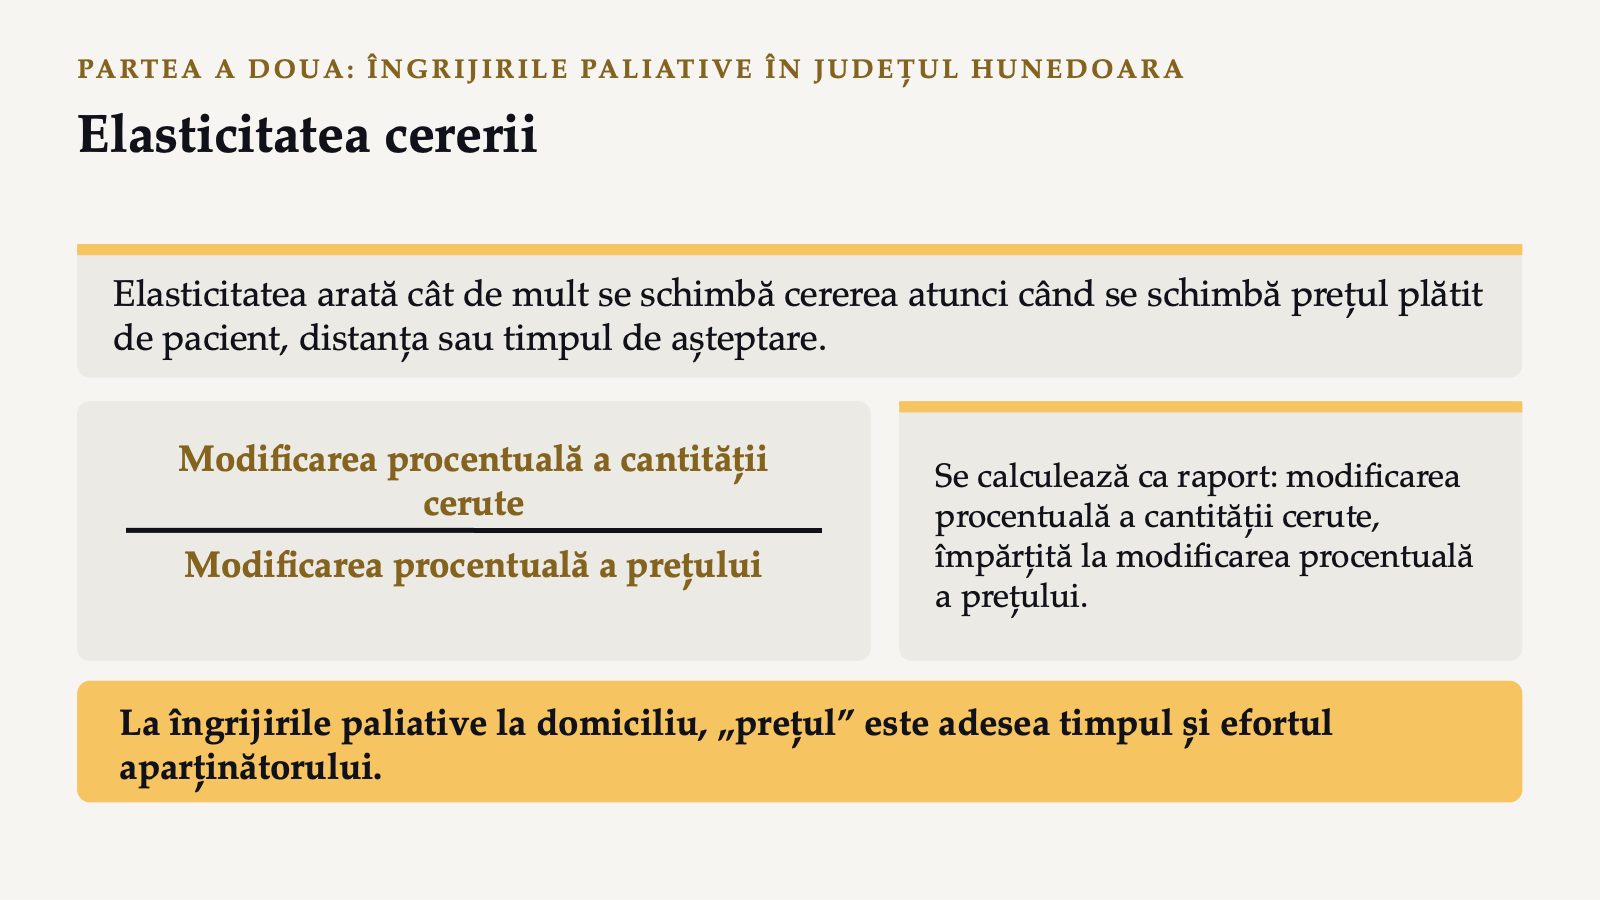 PARTEA A DOUA: ÎNGRIJIRILE PALIATIVE ÎN JUDEȚUL HUNEDOARA
Elasticitatea cererii
Elasticitatea arată cât de mult se schimbă cererea atunci când se schimbă prețul plătit
de pacient, distanța sau timpul de așteptare.
Modificarea procentuală a cantității
cerute
Modificarea procentuală a prețului
Se calculează ca raport: modificarea
procentuală a cantității cerute,
împărțită la modificarea procentuală
a prețului.
La îngrijirile paliative la domiciliu, „prețul” este adesea timpul și efortul
aparținătorului.